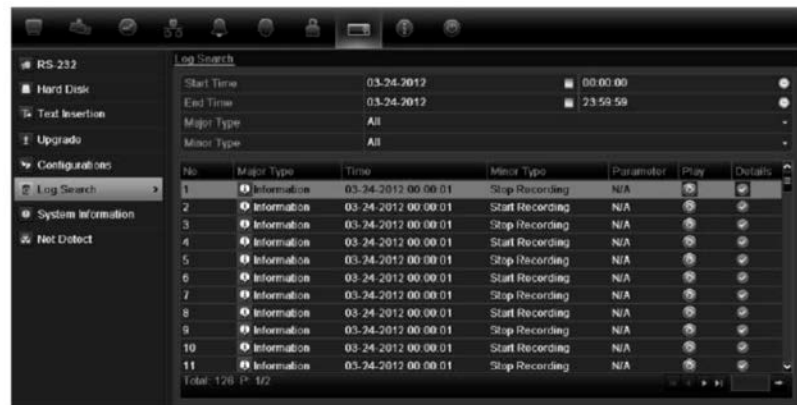 RS-232
Hard Disk
Text Insertion
Upgrade
Configurations
Log Search
System Information
Net Detect
Log Search
Start Time 03-24-2012 00:00:00
End Time 03-24-2012 23:59:59
Major Type All
Minor Type All
No. Major Type Time Minor Type Parameter Play Details
1 Information 03-24-2012 00:00:01 Stop Recording N/A
2 Information 03-24-2012 00:00:01 Start Recording N/A
3 Information 03-24-2012 00:00:01 Stop Recording N/A
4 Information 03-24-2012 00:00:01 Start Recording N/A
5 Information 03-24-2012 00:00:01 Stop Recording N/A
6 Information 03-24-2012 00:00:01 Start Recording N/A
7 Information 03-24-2012 00:00:01 Stop Recording N/A
8 Information 03-24-2012 00:00:01 Start Recording N/A
9 Information 03-24-2012 00:00:01 Stop Recording N/A
10 Information 03-24-2012 00:00:01 Start Recording N/A
11 Information 03-24-2012 00:00:01 Stop Recording N/A
Total: 126 P: 1/2